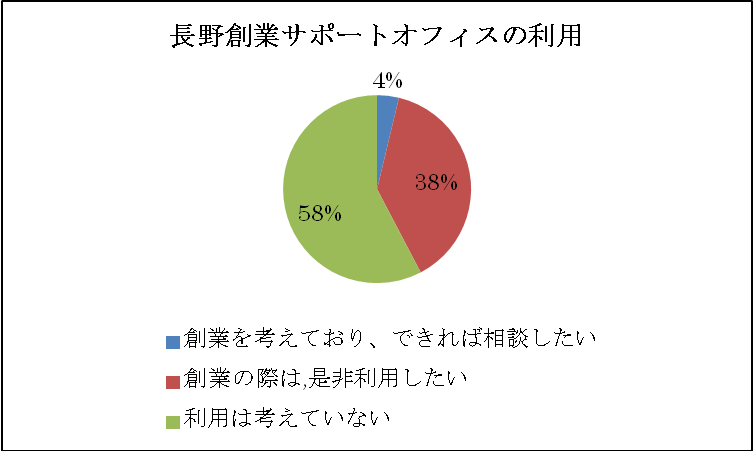 長野創業サポートオフィスの利用
4%
38%
58%
創業を考えており、できれば相談したい
創業の際は,是非利用したい
利用は考えていない